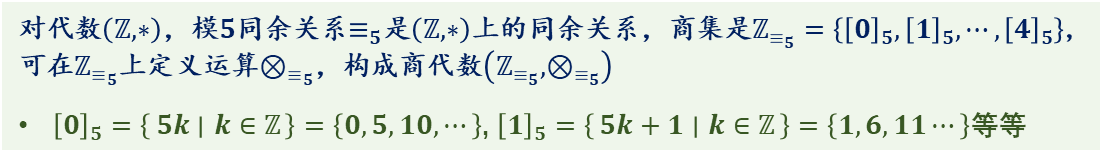 对代数(ℤ,∗)，模5同余关系≡₅是(ℤ,∗)上的同余关系，商集是ℤ≡₅ = {[0]₅, [1]₅, ⋯, [4]₅}，
可在ℤ≡₅上定义运算⊗≡₅，构成商代数(ℤ≡₅,⊗≡₅)
• [0]₅ = { 5k ∣ k ∈ ℤ } = {0, 5, 10, ⋯}, [1]₅ = { 5k + 1 ∣ k ∈ ℤ } = {1, 6, 11 ⋯}等等